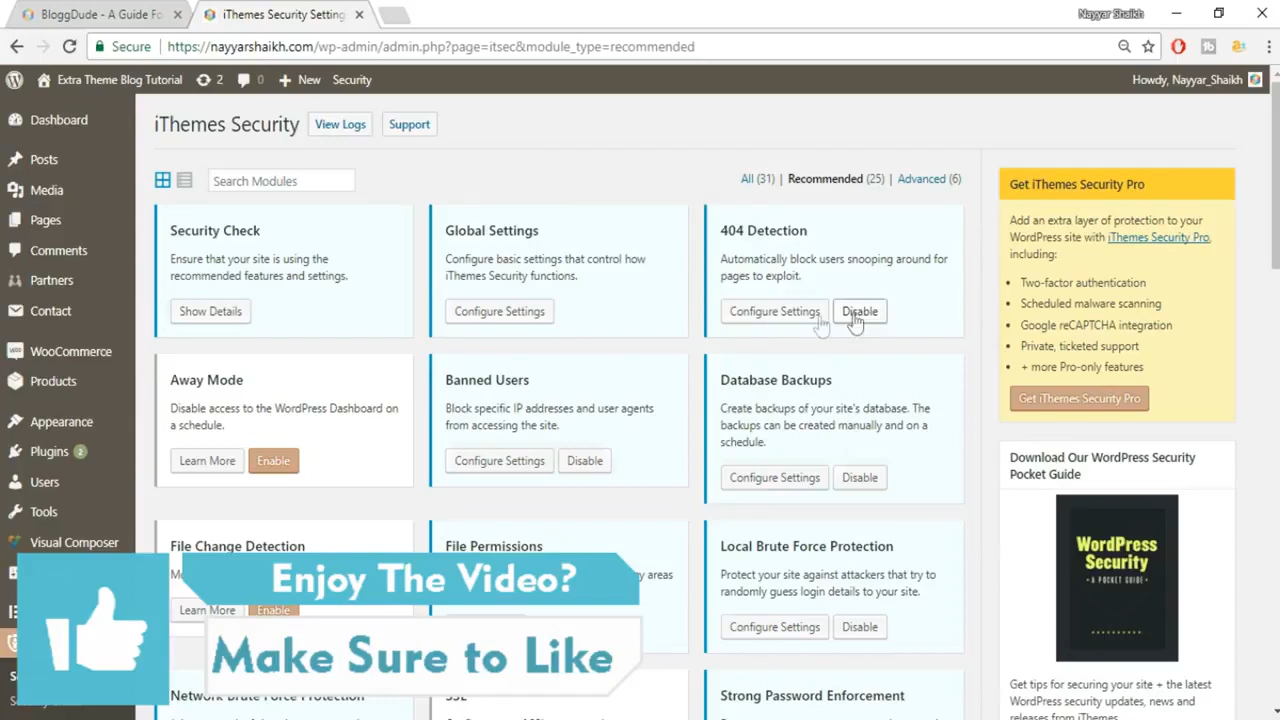 BloggDude - A Guide Fo
iThemes Security Setting
Nayyar Shaikh
Secure
https://nayyarshaikh.com/wp-admin/admin.php?page=itsec&module_type=recommended
Extra Theme Blog Tutorial
2
0
New
Security
Howdy, Nayyar_Shaikh
Dashboard
Posts
Media
Pages
Comments
Partners
Contact
WooCommerce
Products
Appearance
Plugins 2
Users
Tools
Visual Composer
iThemes Security
View Logs
Support
Search Modules
All (31) | Recommended (25) | Advanced (6)
Security Check
Ensure that your site is using the
recommended features and settings.
Show Details
Global Settings
Configure basic settings that control how
iThemes Security functions.
Configure Settings
404 Detection
Automatically block users snooping around for
pages to exploit.
Configure Settings
Disable
Away Mode
Disable access to the WordPress Dashboard on
a schedule.
Learn More
Enable
Banned Users
Block specific IP addresses and user agents
from accessing the site.
Configure Settings
Disable
Database Backups
Create backups of your site's database. The
backups can be created manually and on a
schedule.
Configure Settings
Disable
File Change Detection
Learn More
Enable
File Permissions
areas
Local Brute Force Protection
Protect your site against attackers that try to
randomly guess login details to your site.
Configure Settings
Disable
Network Brute Force Protection
SSL
Strong Password Enforcement
Get iThemes Security Pro
Add an extra layer of protection to your
WordPress site with iThemes Security Pro,
including:
• Two-factor authentication
• Scheduled malware scanning
• Google reCAPTCHA integration
• Private, ticketed support
• + more Pro-only features
Get iThemes Security Pro
Download Our WordPress Security
Pocket Guide
WordPress
Security
- A POCKET GUIDE -
Get tips for securing your site + the latest
WordPress security updates, news and
releases from iThemes.
Enjoy The Video?
Make Sure to Like